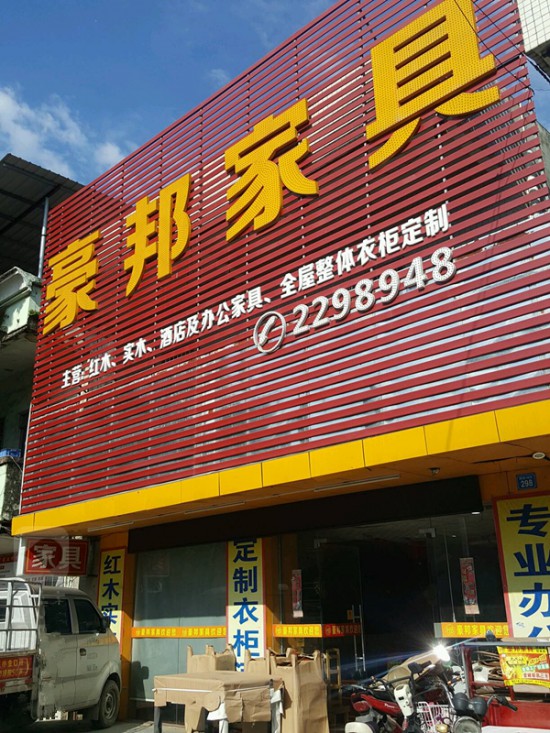 豪邦家具
主营:红木、实木、酒店及办公家具、全屋整体衣柜定制
2298948
298
家具
红木实
定制衣柜
专业办